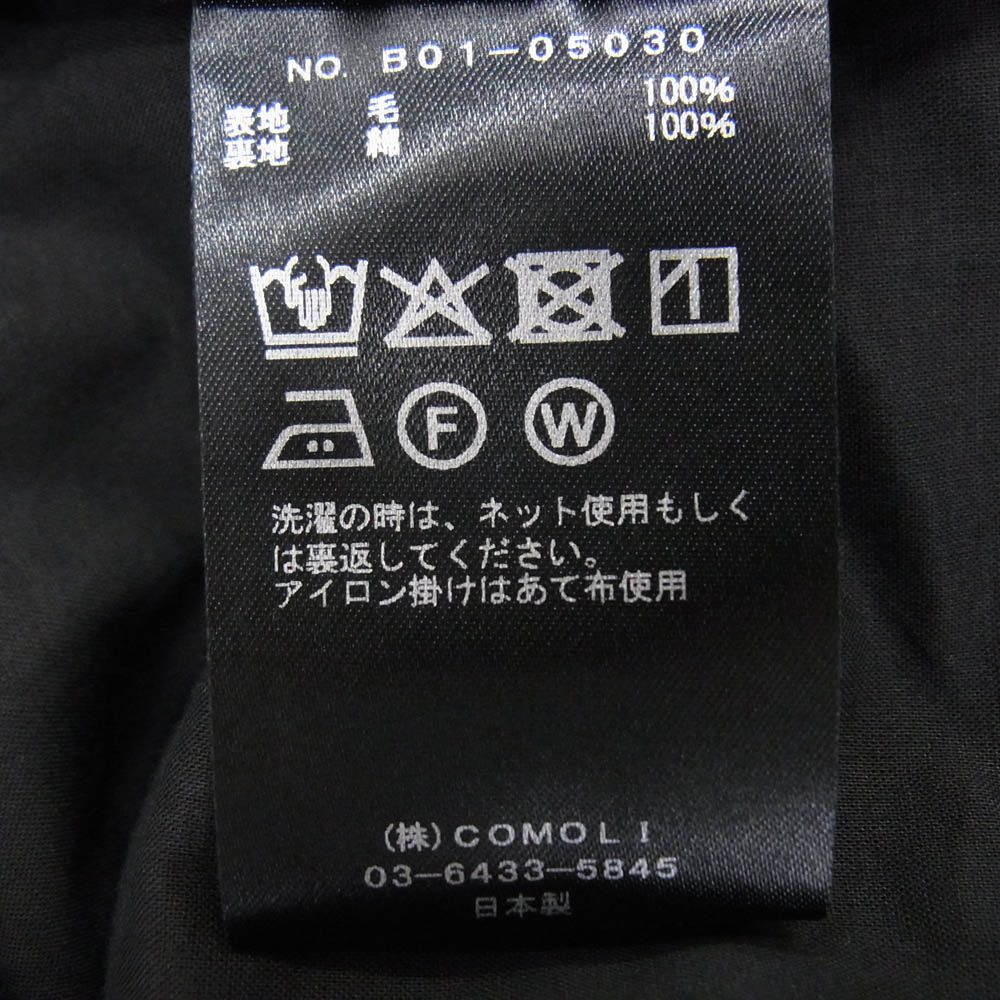 NO. B01-05030
表地 毛 100%
裏地 綿 100%
F W
洗濯の時は、ネット使用もしく
は裏返してください。
アイロン掛けはあて布使用
(株)COMOLI
03-6433-5845
日本製